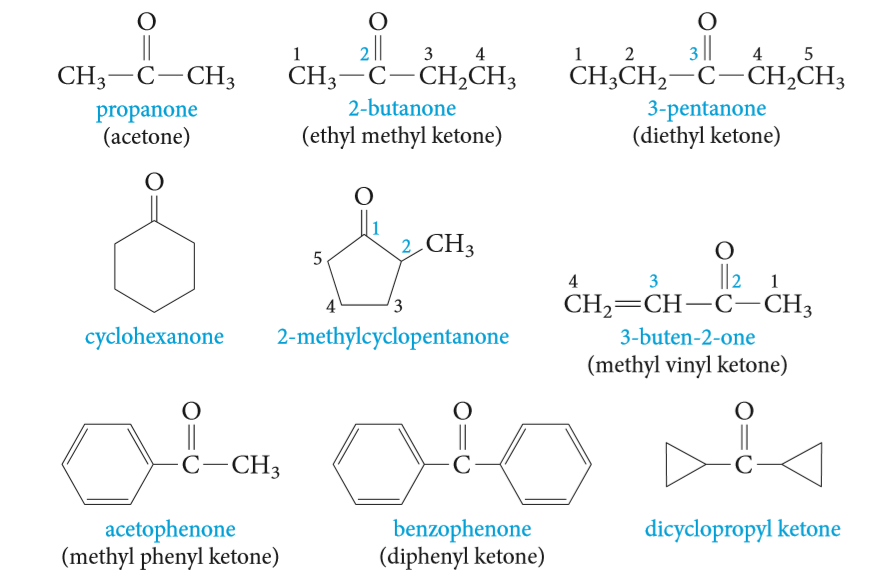 O O O
1 2 3 4 1 2 3 4 5
CH₃—C—CH₃ CH₃—C—CH₂CH₃ CH₃CH₂—C—CH₂CH₃
propanone 2-butanone 3-pentanone
(acetone) (ethyl methyl ketone) (diethyl ketone)
O O
1
2 CH₃
5
4 3
O
4 3 2 1
CH₂=CH—C—CH₃
cyclohexanone 2-methylcyclopentanone 3-buten-2-one
(methyl vinyl ketone)
O O O
C—CH₃ C C
acetophenone benzophenone dicyclopropyl ketone
(methyl phenyl ketone) (diphenyl ketone)